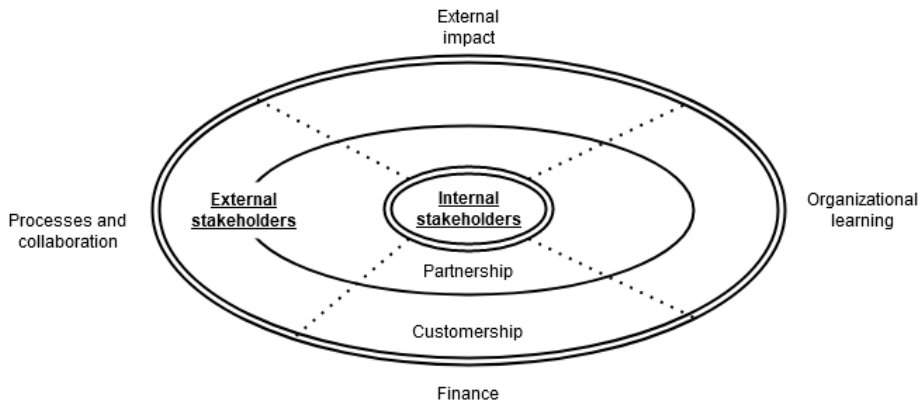 External
impact
External
stakeholders
Internal
stakeholders
Processes and
collaboration
Organizational
learning
Partnership
Customership
Finance